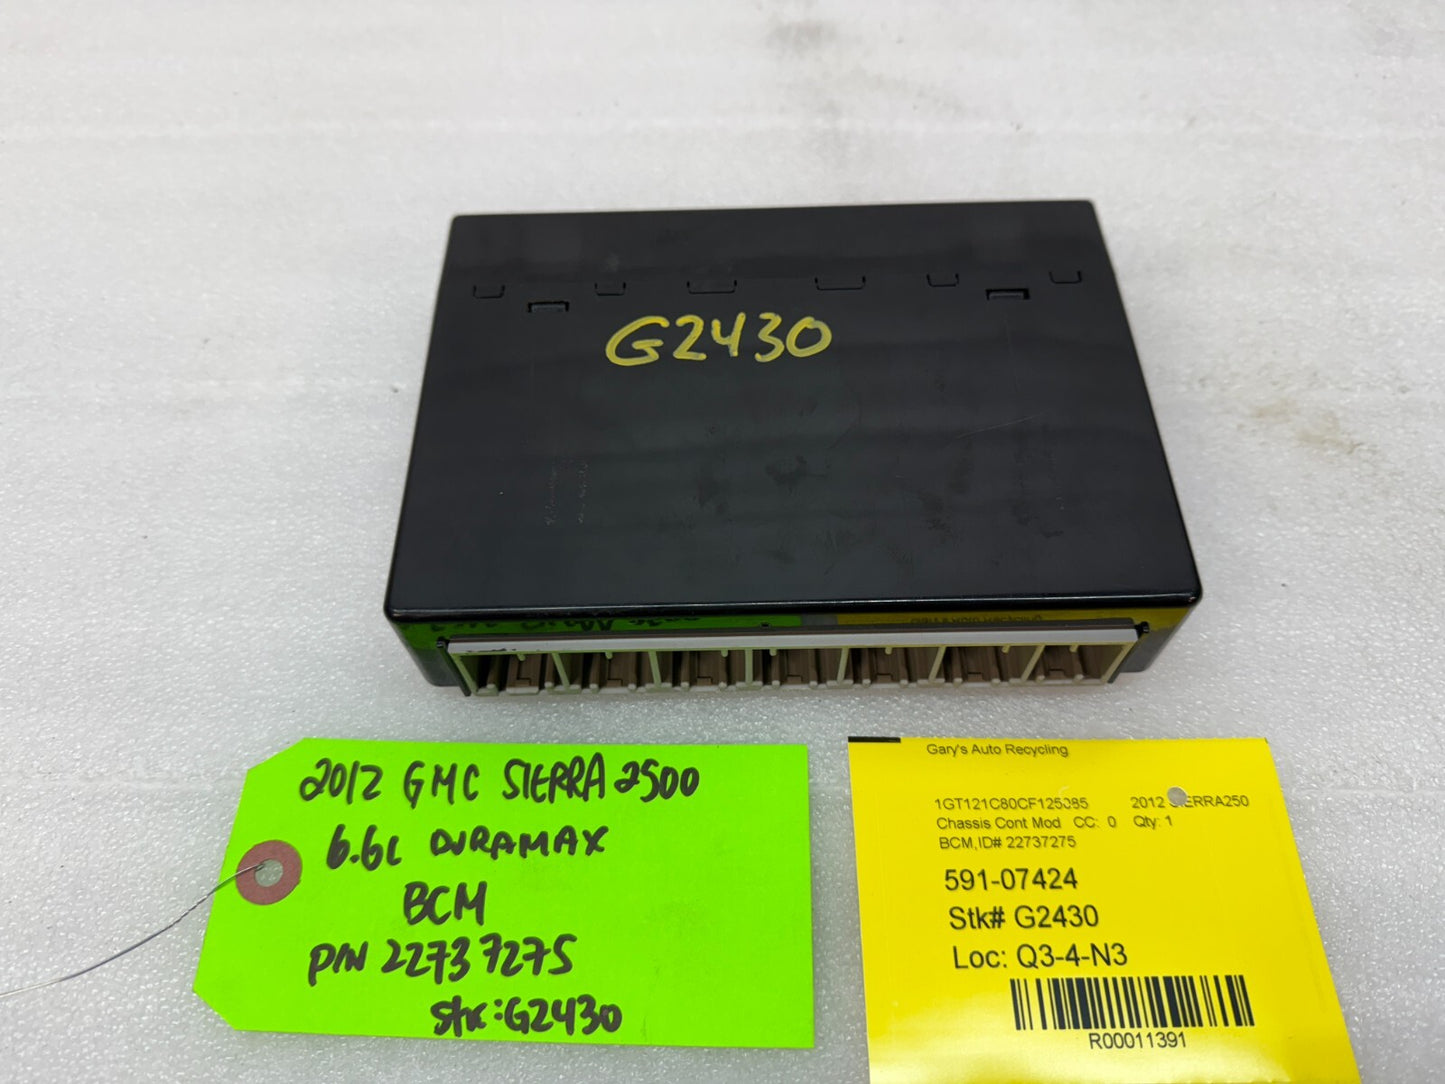 G2430
2012 GMC SIERRA 2500
6.6L DURAMAX
BCM
P/N 22737275
Stk:G2430
Gary's Auto Recycling
1GT121C80CF125085 2012 SIERRA250
Chassis Cont Mod CC: 0 Qty: 1
BCM,ID# 22737275
591-07424
Stk# G2430
Loc: Q3-4-N3
R00011391